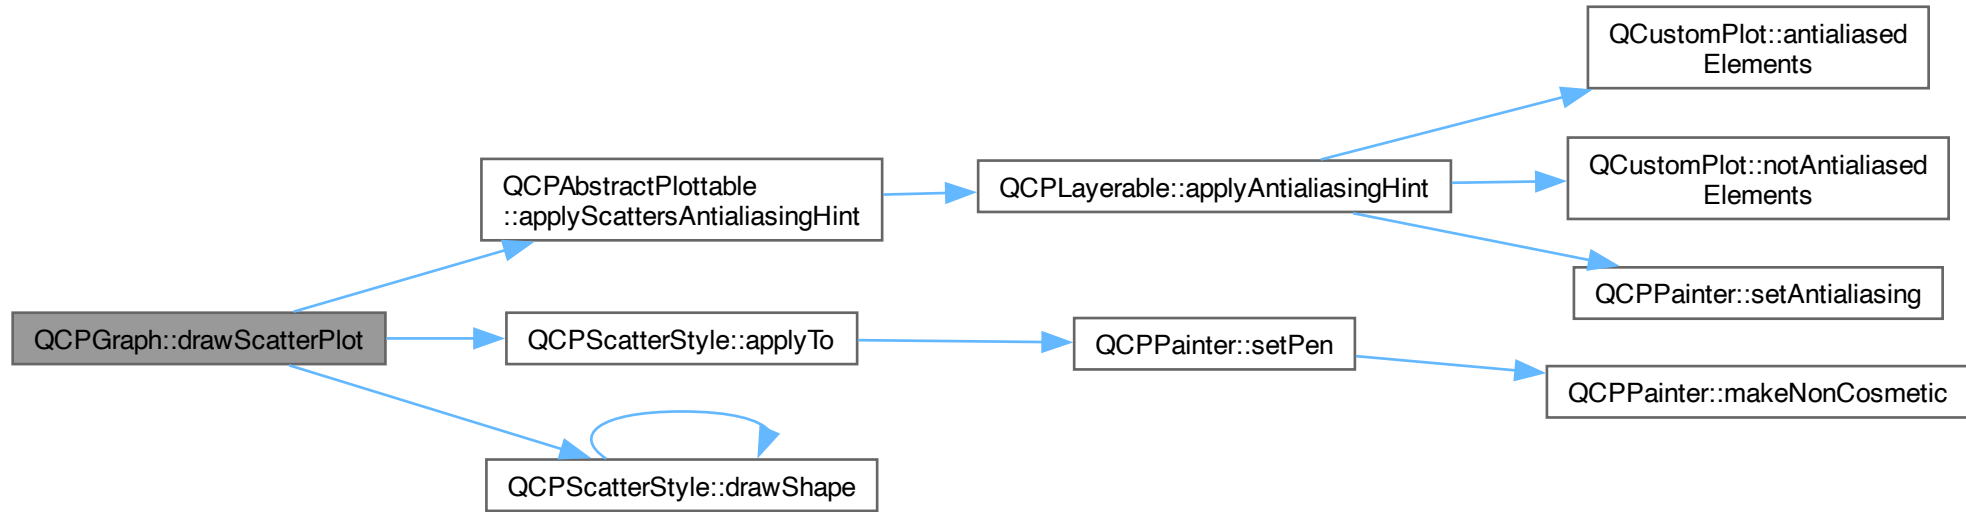 QCPGraph::drawScatterPlot
QCPAbstractPlottable
::applyScattersAntialiasingHint
QCPScatterStyle::applyTo
QCPScatterStyle::drawShape
QCPLayerable::applyAntialiasingHint
QCPPainter::setPen
QCustomPlot::antialiased
Elements
QCustomPlot::notAntialiased
Elements
QCPPainter::setAntialiasing
QCPPainter::makeNonCosmetic